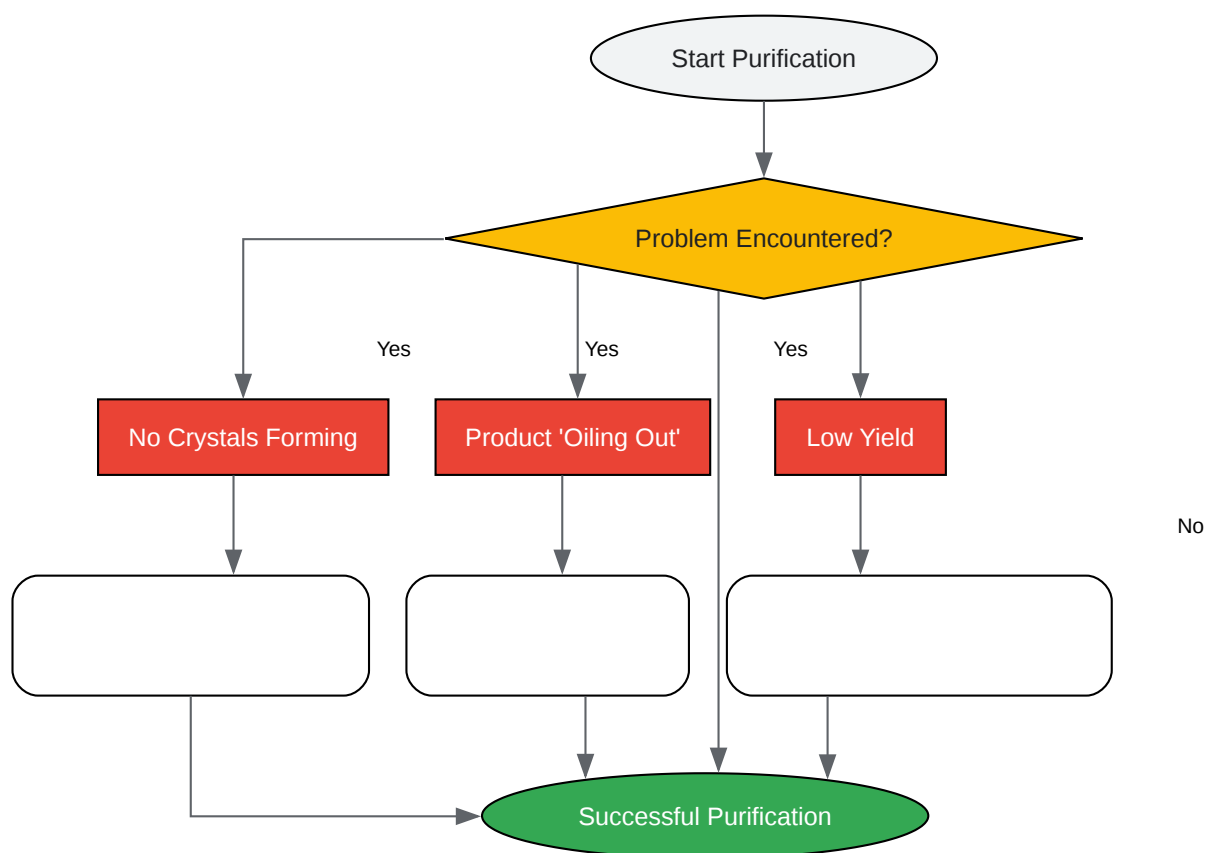 Start Purification
Problem Encountered?
Yes
Yes
Yes
No Crystals Forming
Product 'Oiling Out'
Low Yield
No
Successful Purification